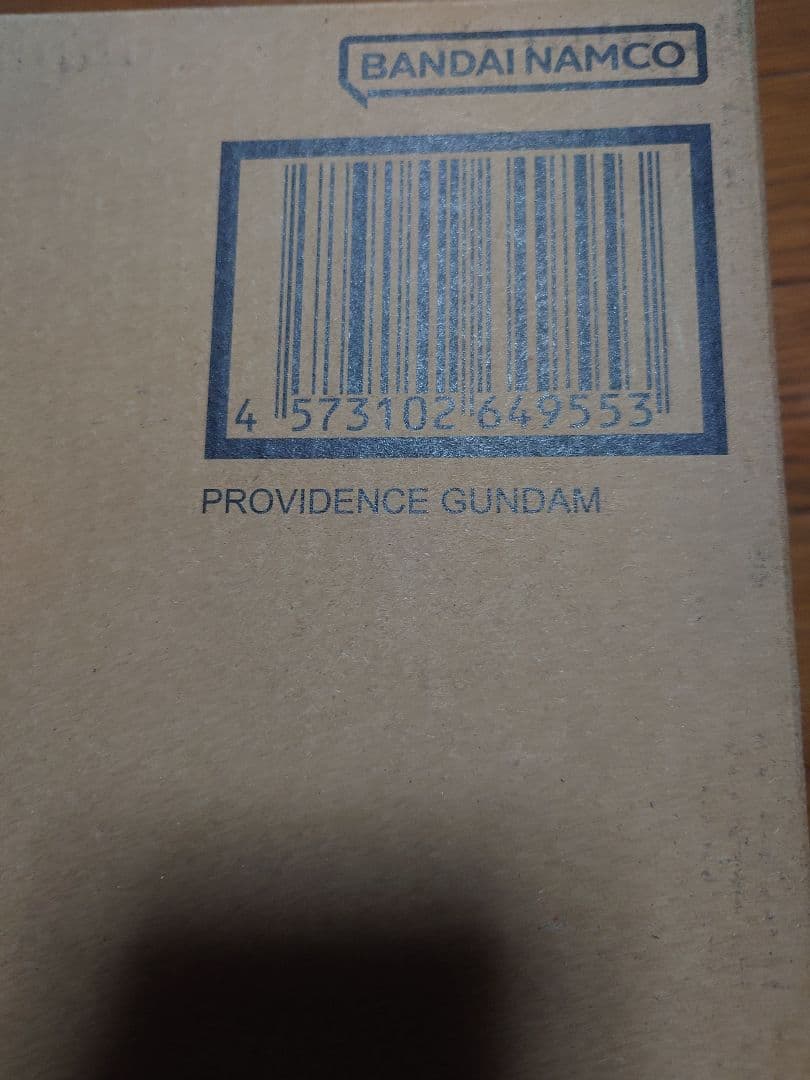 BANDAI NAMCO
4 573102 649553
PROVIDENCE GUNDAM